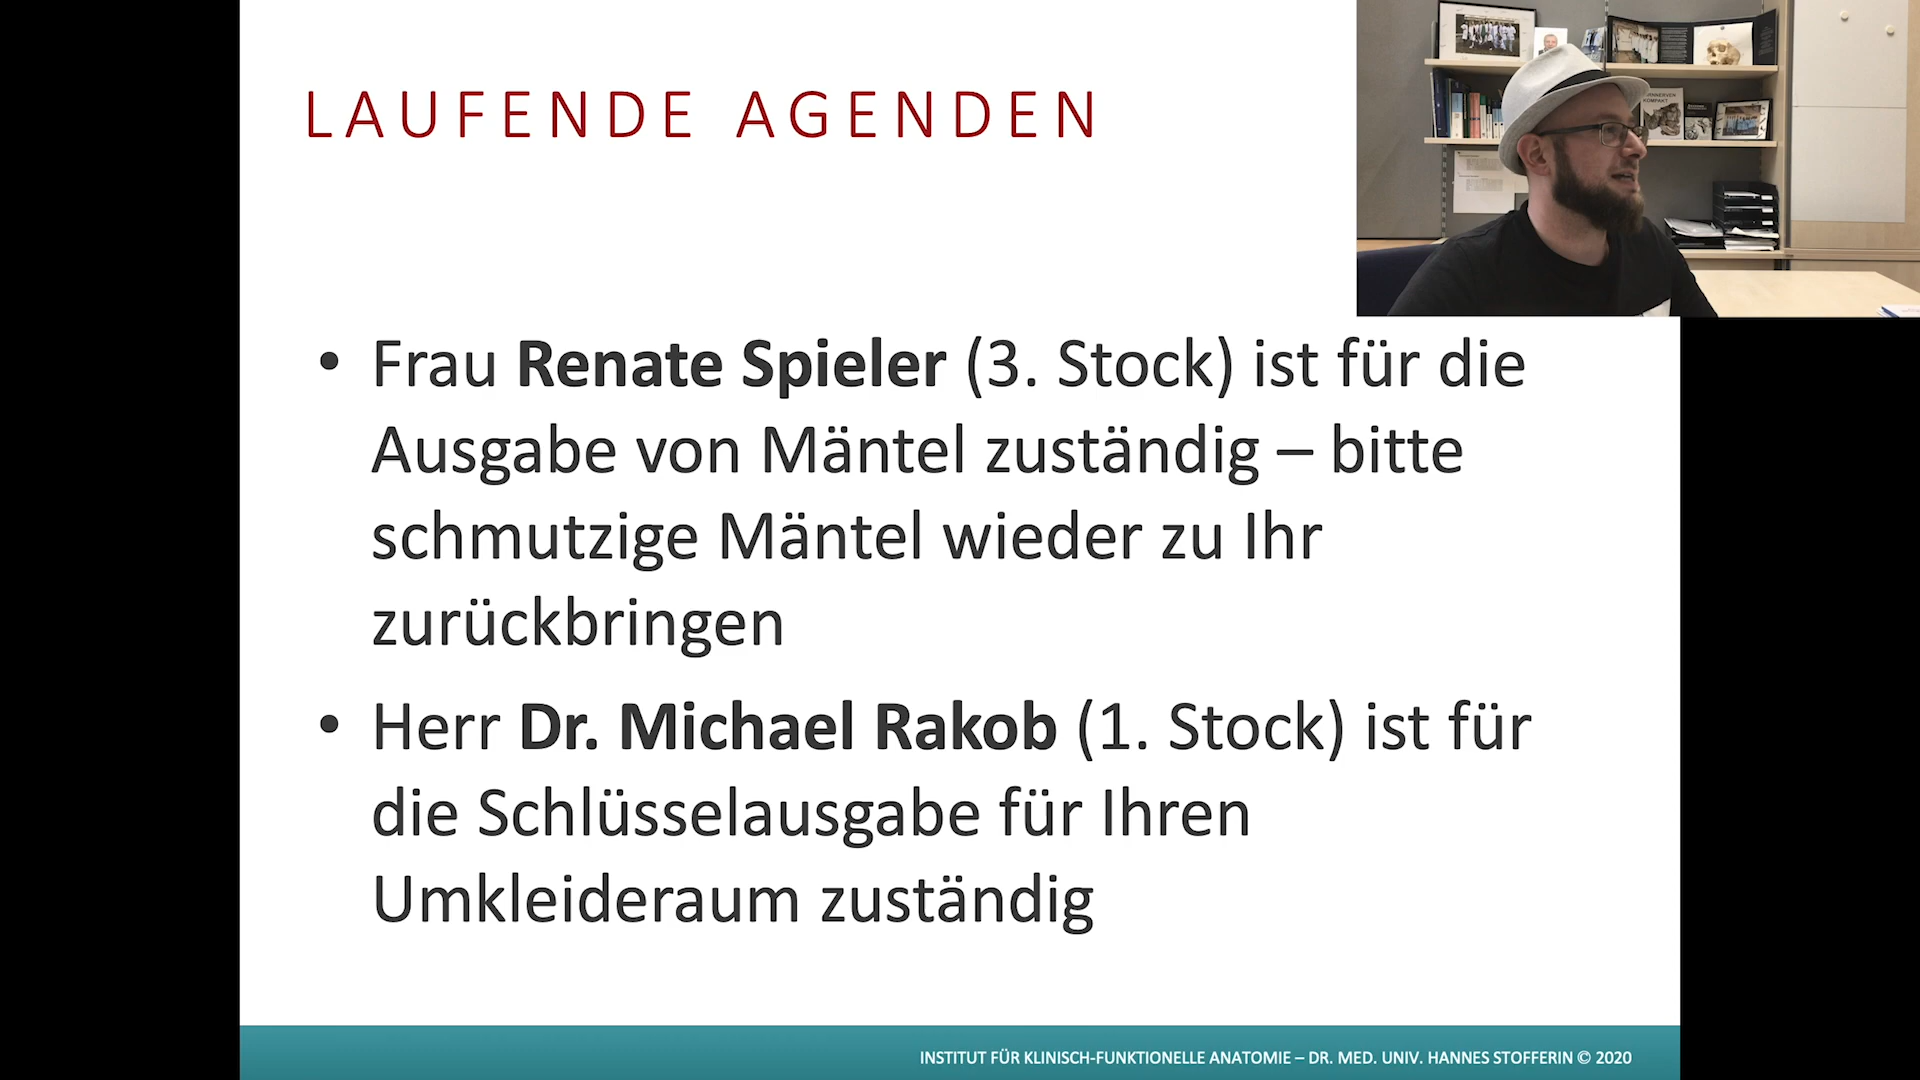 LAUFENDE AGENDEN
• Frau Renate Spieler (3. Stock) ist für die
Ausgabe von Mäntel zuständig – bitte
schmutzige Mäntel wieder zu Ihr
zurückbringen
• Herr Dr. Michael Rakob (1. Stock) ist für
die Schlüsselausgabe für Ihren
Umkleideraum zuständig
INSTITUT FÜR KLINISCH-FUNKTIONELLE ANATOMIE – DR. MED. UNIV. HANNES STOFFERIN © 2020
KOMPAKT